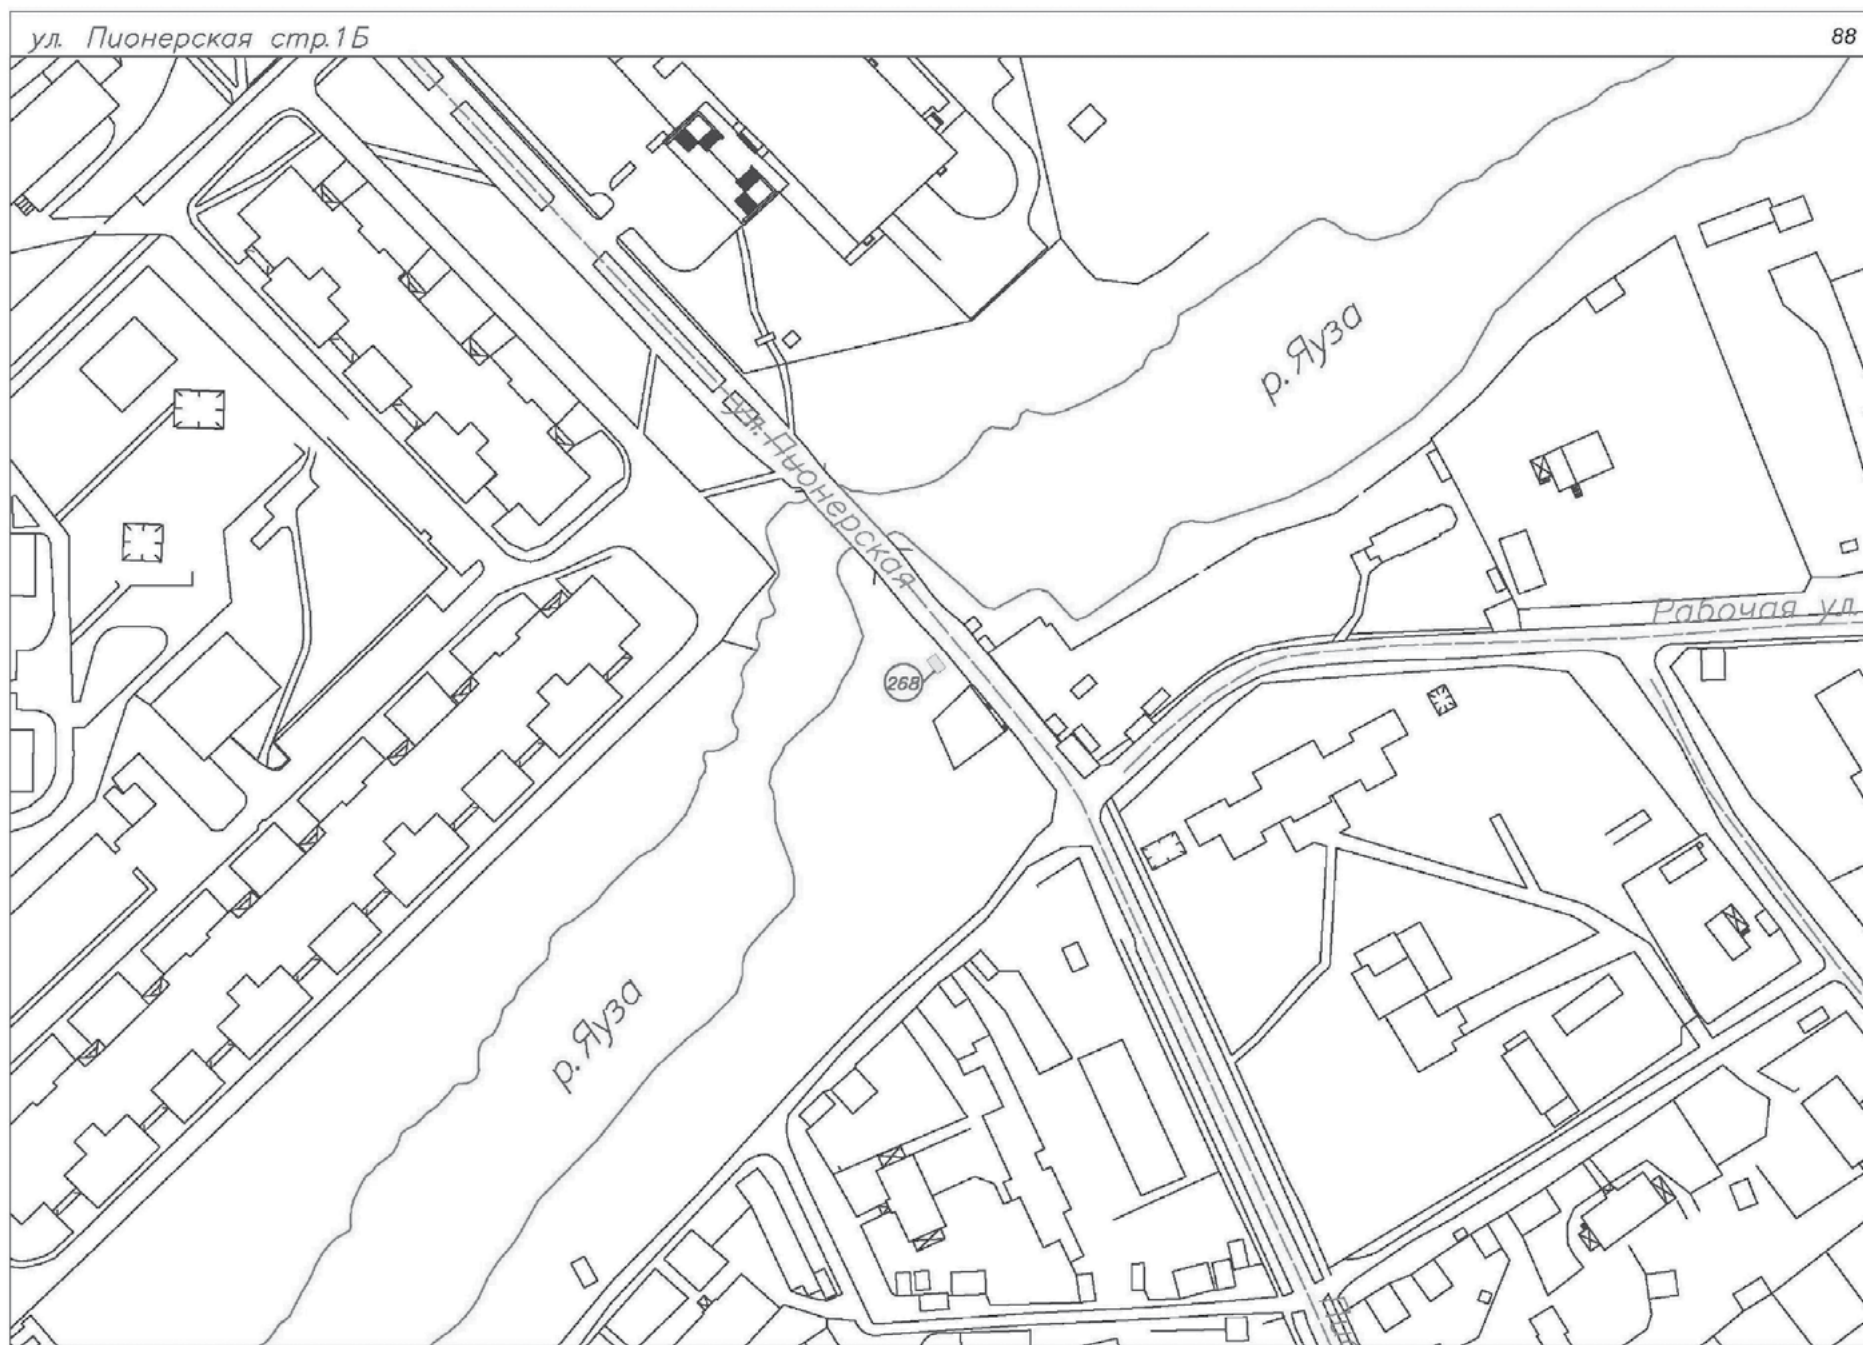 ул. Пионерская стр.1Б
88
р. Яуза
ул. Пионерская
Рабочая ул.
268
р. Яуза